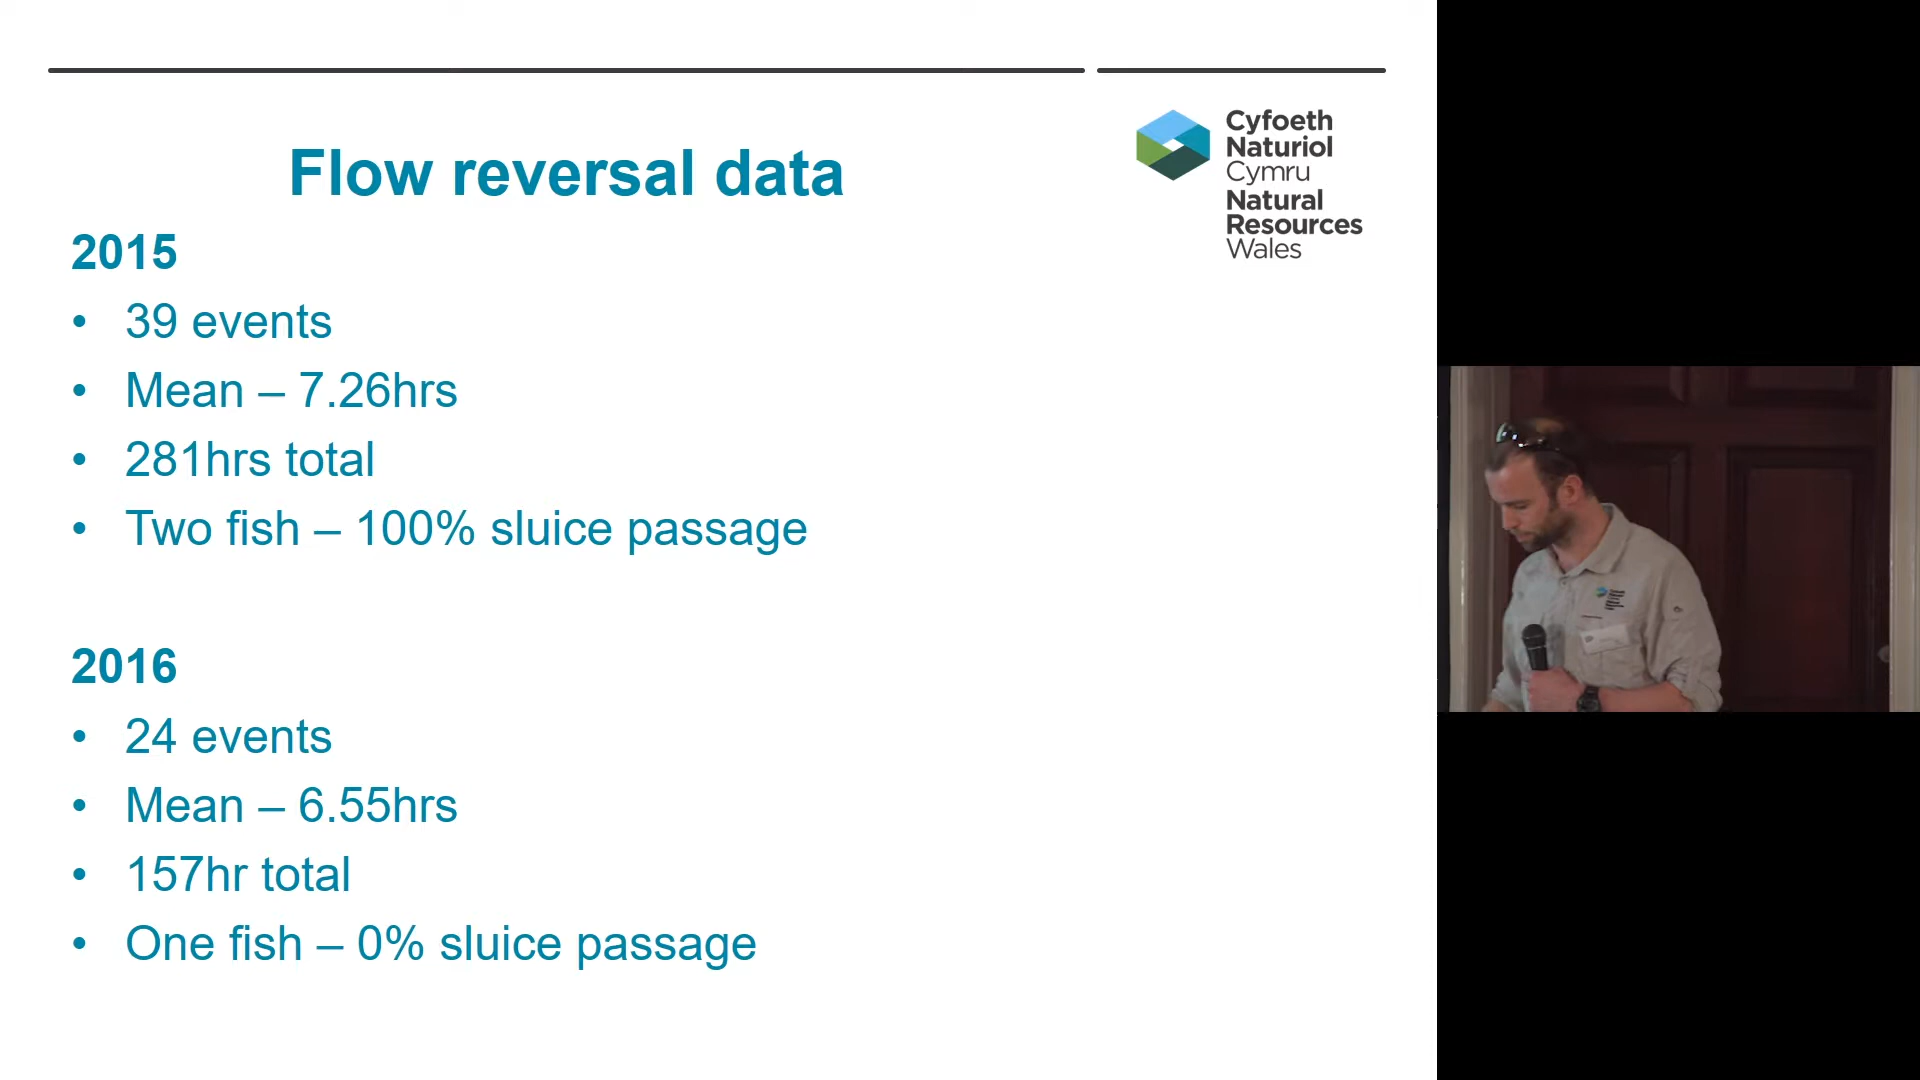 Flow reversal data
Cyfoeth
Naturiol
Cymru
Natural
Resources
Wales
2015
• 39 events
• Mean – 7.26hrs
• 281hrs total
• Two fish – 100% sluice passage
2016
• 24 events
• Mean – 6.55hrs
• 157hr total
• One fish – 0% sluice passage